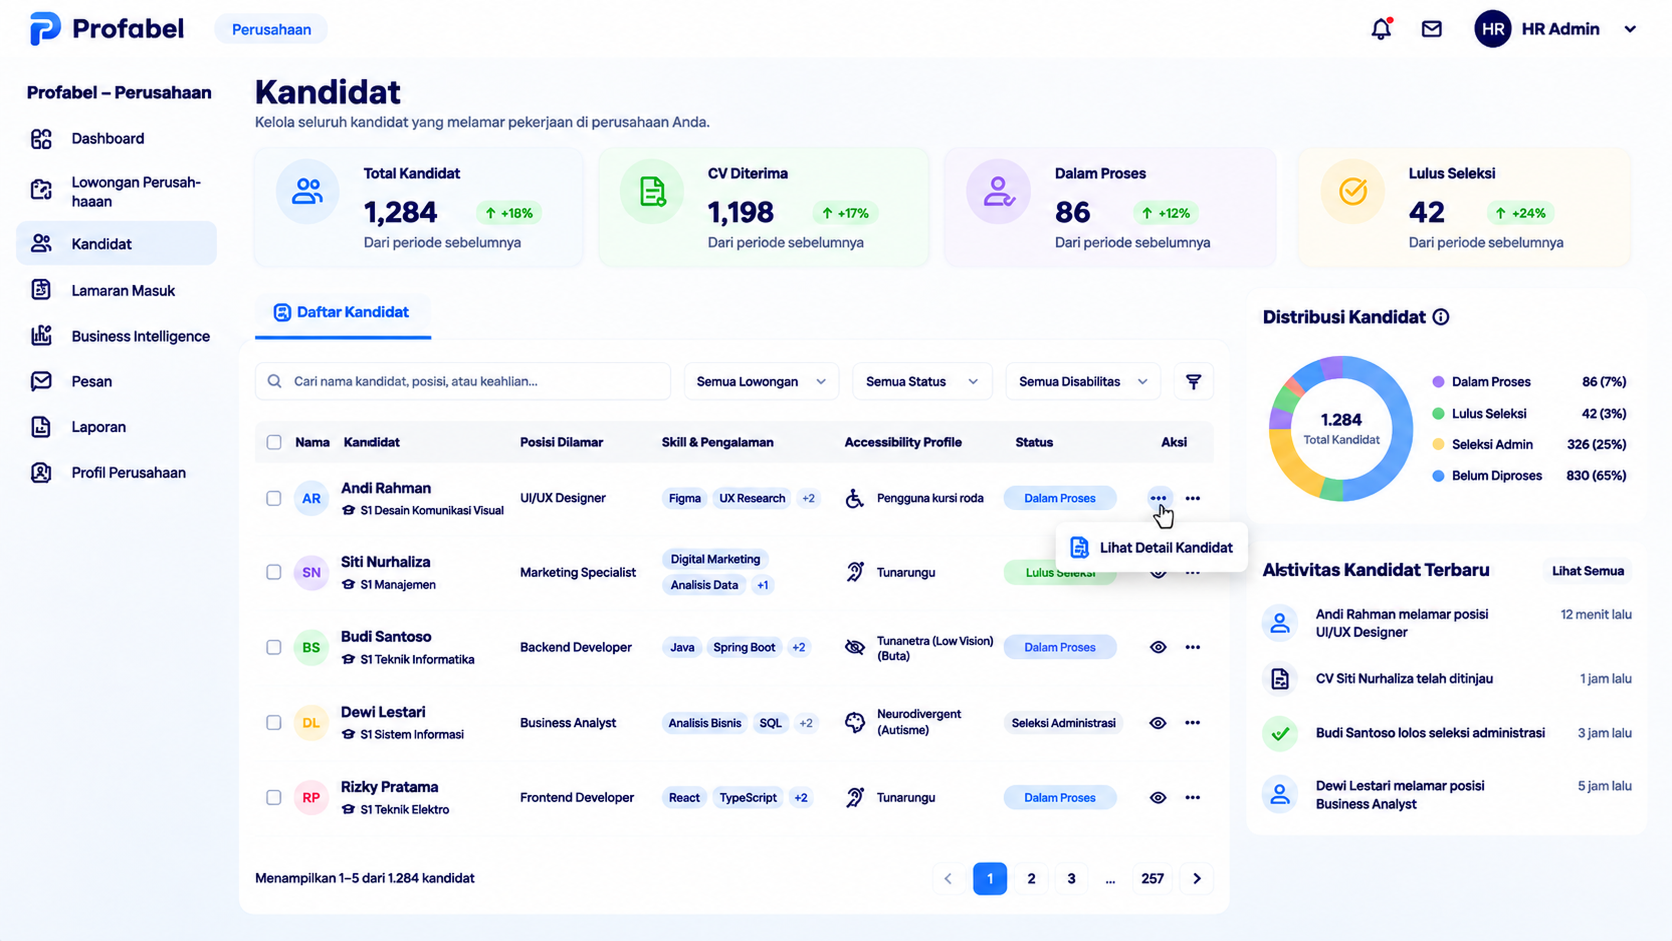 Profabel
Perusahaan
HR
HR Admin
Profabel – Perusahaan
Dashboard
Lowongan Perusah-
haaan
Kandidat
Lamaran Masuk
Business Intelligence
Pesan
Laporan
Profil Perusahaan
Kandidat
Kelola seluruh kandidat yang melamar pekerjaan di perusahaan Anda.
Total Kandidat
1,284 ↑ +18%
Dari periode sebelumnya
CV Diterima
1,198 ↑ +17%
Dari periode sebelumnya
Dalam Proses
86 ↑ +12%
Dari periode sebelumnya
Lulus Seleksi
42 ↑ +24%
Dari periode sebelumnya
Daftar Kandidat
Cari nama kandidat, posisi, atau keahlian...
Semua Lowongan
Semua Status
Semua Disabilitas
Nama Kandidat Posisi Dilamar Skill & Pengalaman Accessibility Profile Status Aksi
AR
Andi Rahman
S1 Desain Komunikasi Visual
UI/UX Designer
Figma UX Research +2
Pengguna kursi roda
Dalam Proses
Lihat Detail Kandidat
SN
Siti Nurhaliza
S1 Manajemen
Marketing Specialist
Digital Marketing
Analisis Data +1
Tunarungu
Lulus Seleksi
BS
Budi Santoso
S1 Teknik Informatika
Backend Developer
Java Spring Boot +2
Tunanetra (Low Vision)
(Buta)
Dalam Proses
DL
Dewi Lestari
S1 Sistem Informasi
Business Analyst
Analisis Bisnis SQL +2
Neurodivergent
(Autisme)
Seleksi Administrasi
RP
Rizky Pratama
S1 Teknik Elektro
Frontend Developer
React TypeScript +2
Tunarungu
Dalam Proses
Menampilkan 1–5 dari 1.284 kandidat
1 2 3 ... 257
Distribusi Kandidat
1.284
Total Kandidat
Dalam Proses 86 (7%)
Lulus Seleksi 42 (3%)
Seleksi Admin 326 (25%)
Belum Diproses 830 (65%)
Aktivitas Kandidat Terbaru
Lihat Semua
Andi Rahman melamar posisi
UI/UX Designer
12 menit lalu
CV Siti Nurhaliza telah ditinjau
1 jam lalu
Budi Santoso lolos seleksi administrasi
3 jam lalu
Dewi Lestari melamar posisi
Business Analyst
5 jam lalu